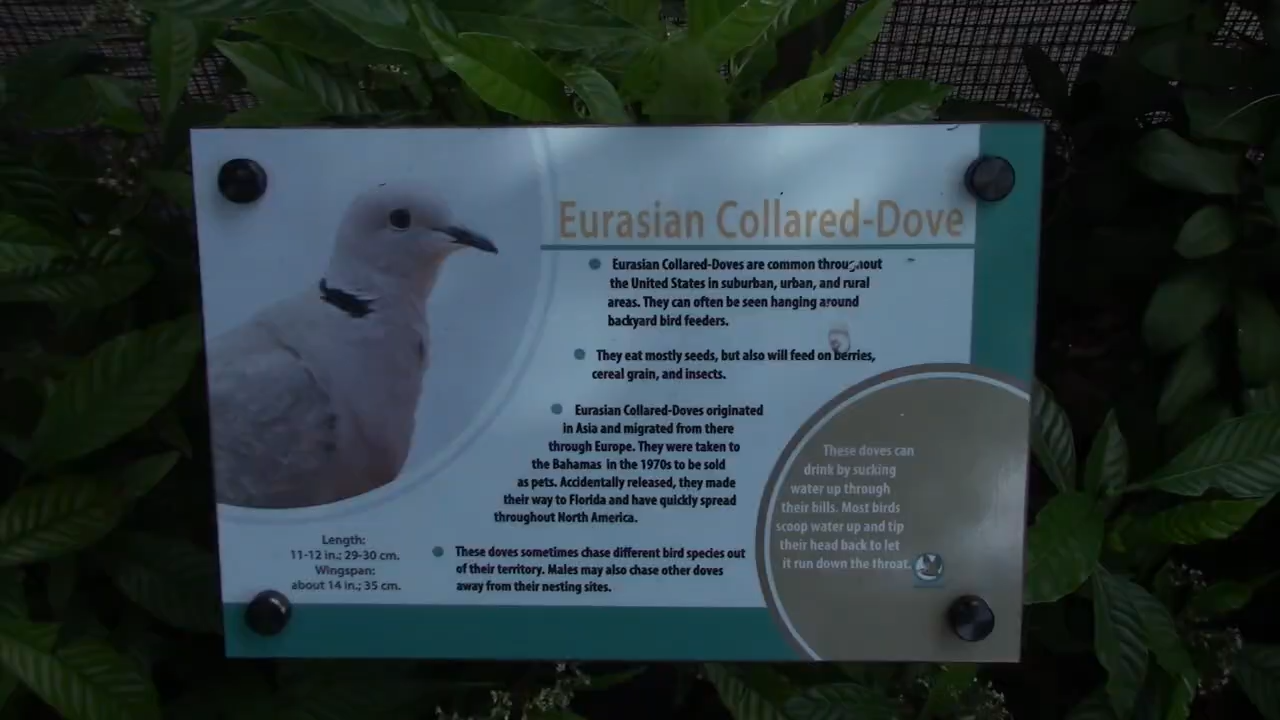 Eurasian Collared-Dove
Eurasian Collared-Doves are common throughout
the United States in suburban, urban, and rural
areas. They can often be seen hanging around
backyard bird feeders.
They eat mostly seeds, but also will feed on berries,
cereal grain, and insects.
Eurasian Collared-Doves originated
in Asia and migrated from there
through Europe. They were taken to
the Bahamas in the 1970s to be sold
as pets. Accidentally released, they made
their way to Florida and have quickly spread
throughout North America.
These doves sometimes chase different bird species out
of their territory. Males may also chase other doves
away from their nesting sites.
Length:
11-12 in.; 29-30 cm.
Wingspan:
about 14 in.; 35 cm.
These doves can
drink by sucking
water up through
their bills. Most birds
scoop water up and tip
their head back to let
it run down the throat.